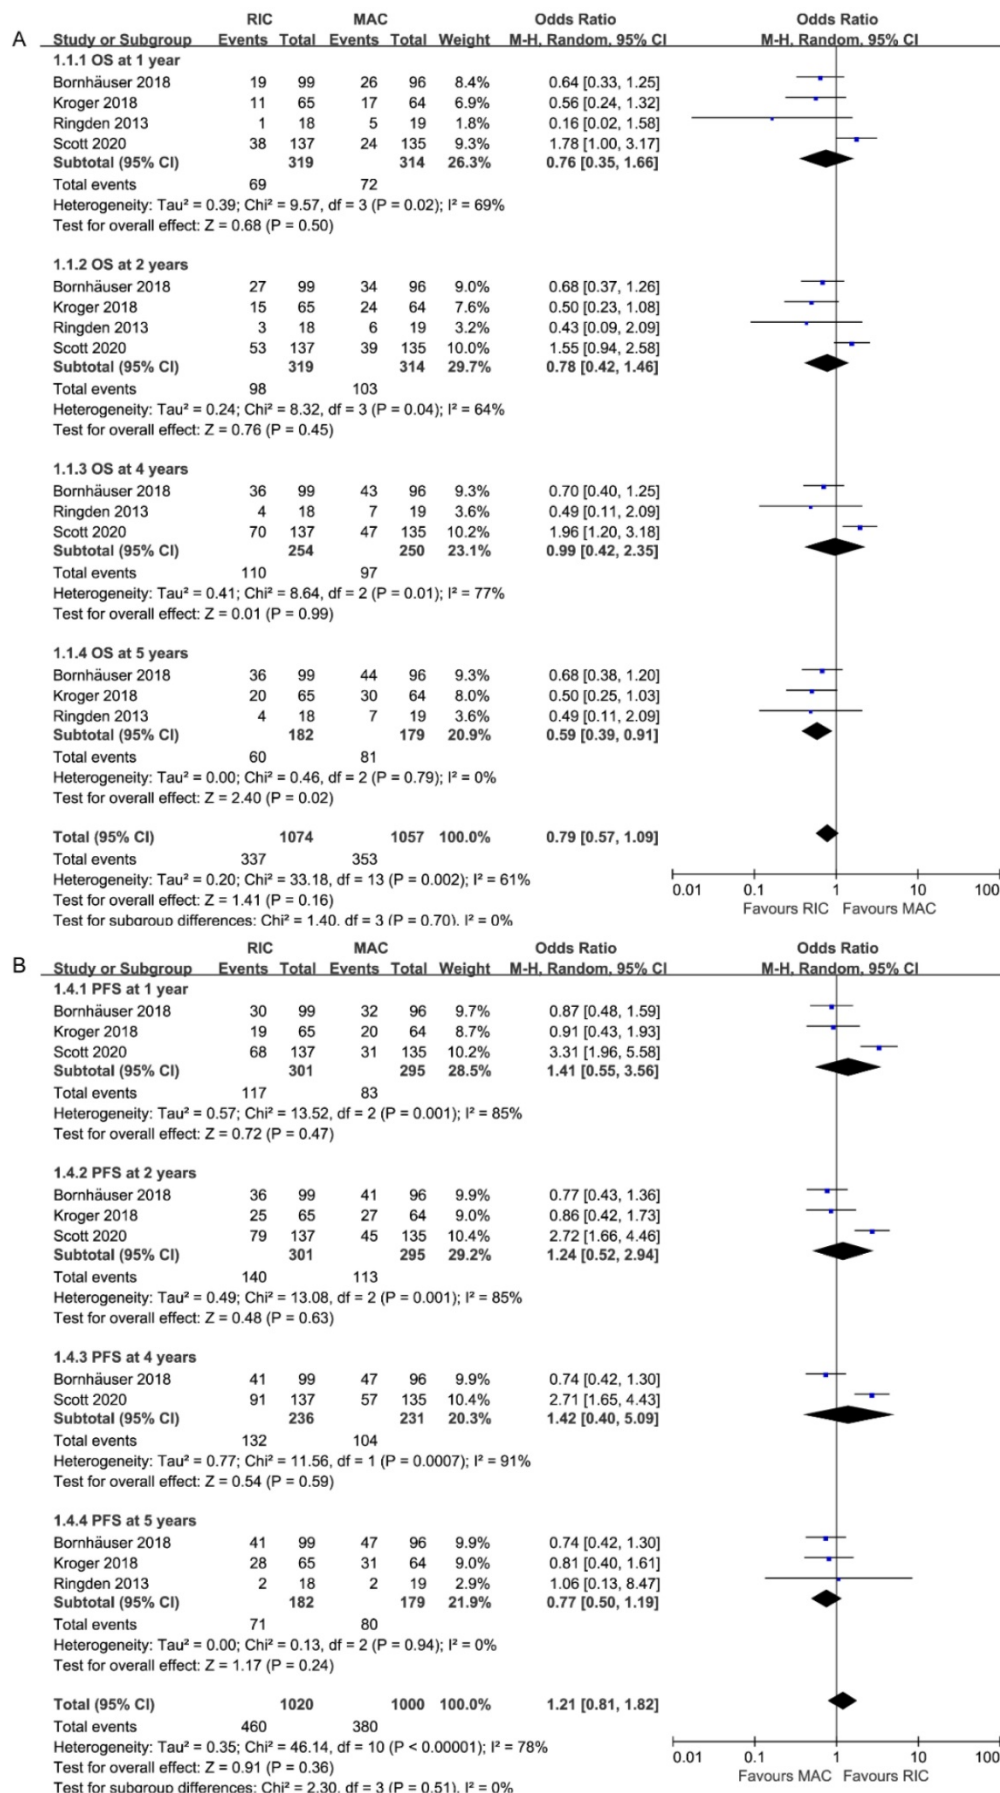 A
RIC MAC Odds Ratio Odds Ratio
Study or Subgroup Events Total Events Total Weight M-H, Random, 95% CI M-H, Random, 95% CI
1.1.1 OS at 1 year
Bornhäuser 2018 19 99 26 96 8.4% 0.64 [0.33, 1.25]
Kroger 2018 11 65 17 64 6.9% 0.56 [0.24, 1.32]
Ringden 2013 1 18 5 19 1.8% 0.16 [0.02, 1.58]
Scott 2020 38 137 24 135 9.3% 1.78 [1.00, 3.17]
Subtotal (95% CI) 319 314 26.3% 0.76 [0.35, 1.66]
Total events 69 72
Heterogeneity: Tau² = 0.39; Chi² = 9.57, df = 3 (P = 0.02); I² = 69%
Test for overall effect: Z = 0.68 (P = 0.50)
1.1.2 OS at 2 years
Bornhäuser 2018 27 99 34 96 9.0% 0.68 [0.37, 1.26]
Kroger 2018 15 65 24 64 7.6% 0.50 [0.23, 1.08]
Ringden 2013 3 18 6 19 3.2% 0.43 [0.09, 2.09]
Scott 2020 53 137 39 135 10.0% 1.55 [0.94, 2.58]
Subtotal (95% CI) 319 314 29.7% 0.78 [0.42, 1.46]
Total events 98 103
Heterogeneity: Tau² = 0.24; Chi² = 8.32, df = 3 (P = 0.04); I² = 64%
Test for overall effect: Z = 0.76 (P = 0.45)
1.1.3 OS at 4 years
Bornhäuser 2018 36 99 43 96 9.3% 0.70 [0.40, 1.25]
Ringden 2013 4 18 7 19 3.6% 0.49 [0.11, 2.09]
Scott 2020 70 137 47 135 10.2% 1.96 [1.20, 3.18]
Subtotal (95% CI) 254 250 23.1% 0.99 [0.42, 2.35]
Total events 110 97
Heterogeneity: Tau² = 0.41; Chi² = 8.64, df = 2 (P = 0.01); I² = 77%
Test for overall effect: Z = 0.01 (P = 0.99)
1.1.4 OS at 5 years
Bornhäuser 2018 36 99 44 96 9.3% 0.68 [0.38, 1.20]
Kroger 2018 20 65 30 64 8.0% 0.50 [0.25, 1.03]
Ringden 2013 4 18 7 19 3.6% 0.49 [0.11, 2.09]
Subtotal (95% CI) 182 179 20.9% 0.59 [0.39, 0.91]
Total events 60 81
Heterogeneity: Tau² = 0.00; Chi² = 0.46, df = 2 (P = 0.79); I² = 0%
Test for overall effect: Z = 2.40 (P = 0.02)
Total (95% CI) 1074 1057 100.0% 0.79 [0.57, 1.09]
Total events 337 353
Heterogeneity: Tau² = 0.20; Chi² = 33.18, df = 13 (P = 0.002); I² = 61%
Test for overall effect: Z = 1.41 (P = 0.16)
Test for subgroup differences: Chi² = 1.40, df = 3 (P = 0.70), I² = 0%
0.01 0.1 1 10 100
Favours RIC Favours MAC
B
RIC MAC Odds Ratio Odds Ratio
Study or Subgroup Events Total Events Total Weight M-H, Random, 95% CI M-H, Random, 95% CI
1.4.1 PFS at 1 year
Bornhäuser 2018 30 99 32 96 9.7% 0.87 [0.48, 1.59]
Kroger 2018 19 65 20 64 8.7% 0.91 [0.43, 1.93]
Scott 2020 68 137 31 135 10.2% 3.31 [1.96, 5.58]
Subtotal (95% CI) 301 295 28.5% 1.41 [0.55, 3.56]
Total events 117 83
Heterogeneity: Tau² = 0.57; Chi² = 13.52, df = 2 (P = 0.001); I² = 85%
Test for overall effect: Z = 0.72 (P = 0.47)
1.4.2 PFS at 2 years
Bornhäuser 2018 36 99 41 96 9.9% 0.77 [0.43, 1.36]
Kroger 2018 25 65 27 64 9.0% 0.86 [0.42, 1.73]
Scott 2020 79 137 45 135 10.4% 2.72 [1.66, 4.46]
Subtotal (95% CI) 301 295 29.2% 1.24 [0.52, 2.94]
Total events 140 113
Heterogeneity: Tau² = 0.49; Chi² = 13.08, df = 2 (P = 0.001); I² = 85%
Test for overall effect: Z = 0.48 (P = 0.63)
1.4.3 PFS at 4 years
Bornhäuser 2018 41 99 47 96 9.9% 0.74 [0.42, 1.30]
Scott 2020 91 137 57 135 10.4% 2.71 [1.65, 4.43]
Subtotal (95% CI) 236 231 20.3% 1.42 [0.40, 5.09]
Total events 132 104
Heterogeneity: Tau² = 0.77; Chi² = 11.56, df = 1 (P = 0.0007); I² = 91%
Test for overall effect: Z = 0.54 (P = 0.59)
1.4.4 PFS at 5 years
Bornhäuser 2018 41 99 47 96 9.9% 0.74 [0.42, 1.30]
Kroger 2018 28 65 31 64 9.0% 0.81 [0.40, 1.61]
Ringden 2013 2 18 2 19 2.9% 1.06 [0.13, 8.47]
Subtotal (95% CI) 182 179 21.9% 0.77 [0.50, 1.19]
Total events 71 80
Heterogeneity: Tau² = 0.00; Chi² = 0.13, df = 2 (P = 0.94); I² = 0%
Test for overall effect: Z = 1.17 (P = 0.24)
Total (95% CI) 1020 1000 100.0% 1.21 [0.81, 1.82]
Total events 460 380
Heterogeneity: Tau² = 0.35; Chi² = 46.14, df = 10 (P < 0.00001); I² = 78%
Test for overall effect: Z = 0.91 (P = 0.36)
Test for subgroup differences: Chi² = 2.30, df = 3 (P = 0.51), I² = 0%
0.01 0.1 1 10 100
Favours MAC Favours RIC